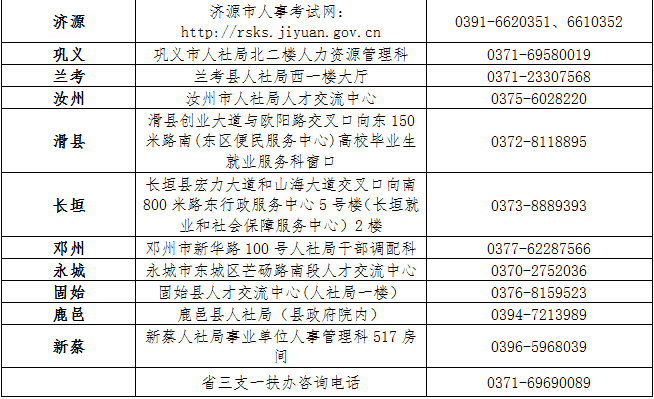 济源
济源市人事考试网:
http://rsks.jiyuan.gov.cn
0391-6620351、6610352
巩义
巩义市人社局北二楼人力资源管理科
0371-69580019
兰考
兰考县人社局西一楼大厅
0371-23307568
汝州
汝州市人社局人才交流中心
0375-6028220
滑县
滑县创业大道与欧阳路交叉口向东150
米路南(东区便民服务中心)高校毕业生
就业服务科窗口
0372-8118895
长垣
长垣县宏力大道和山海大道交叉口向南
800米路东行政服务中心5号楼(长垣就
业和社会保障服务中心)2楼
0373-8889393
邓州
邓州市新华路100号人社局干部调配科
0377-62287566
永城
永城市东城区芒砀路南段人才交流中心
0370-2752036
固始
固始县人才交流中心(人社局一楼)
0376-8159523
鹿邑
鹿邑县人社局(县政府院内)
0394-7213989
新蔡
新蔡人社局事业单位人事管理科517房
间
0396-5968039
省三支一扶办咨询电话
0371-69690089